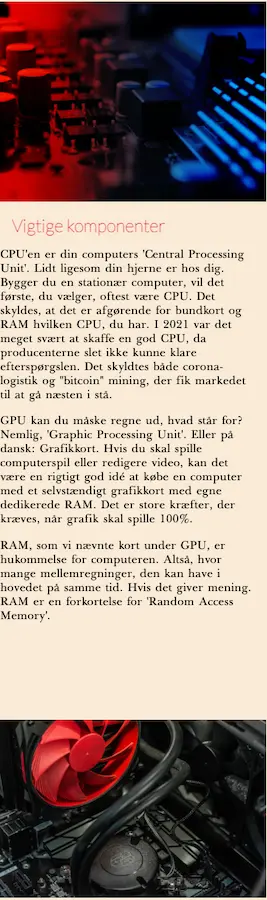 Vigtige komponenter
CPU'en er din computers 'Central Processing
Unit'. Lidt ligesom din hjerne er hos dig.
Bygger du en stationær computer, vil det
første, du vælger, oftest være CPU. Det
skyldes, at det er afgørende for bundkort og
RAM hvilken CPU, du har. I 2021 var det
meget svært at skaffe en god CPU, da
producenterne slet ikke kunne klare
efterspørgslen. Det skyldtes både corona-
logistik og "bitcoin" mining, der fik markedet
til at gå næsten i stå.
GPU kan du måske regne ud, hvad står for?
Nemlig, 'Graphic Processing Unit'. Eller på
dansk: Grafikkort. Hvis du skal spille
computerspil eller redigere video, kan det
være en rigtigt god idé at købe en computer
med et selvstændigt grafikkort med egne
dedikerede RAM. Det er store kræfter, der
kræves, når grafik skal spille 100%.
RAM, som vi nævnte kort under GPU, er
hukommelse for computeren. Altså, hvor
mange mellemregninger, den kan have i
hovedet på samme tid. Hvis det giver mening.
RAM er en forkortelse for 'Random Access
Memory'.